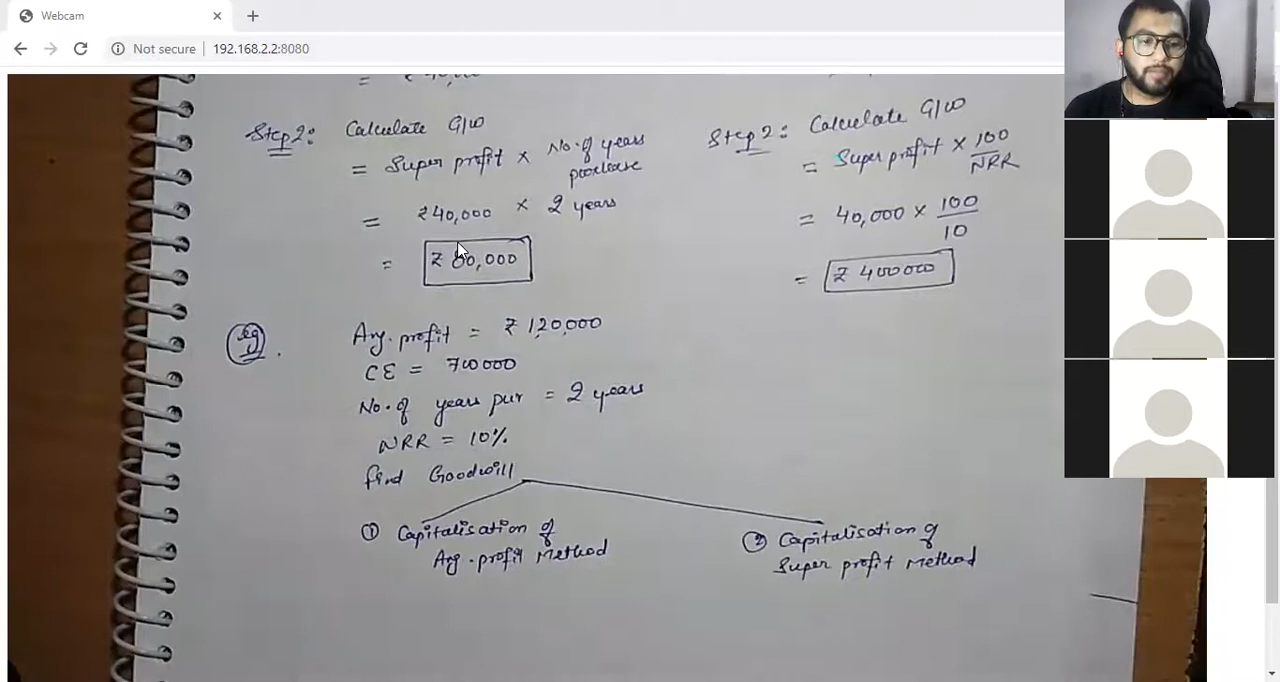 Webcam
Not secure
192.168.2.2:8080
Step 2: Calculate G/W
= Super profit × No. of years purchase
= ₹40,000 × 2 years
= ₹ 80,000
Step 2: Calculate G/W
= Super profit × 100/NRR
= 40,000 × 100/10
= ₹ 400000
eg
Avg. profit = ₹ 1,20,000
CE = 700000
No. of years pur = 2 years
NRR = 10%
find Goodwill
① Capitalisation of
Avg. profit Method
② Capitalisation of
Super profit Method